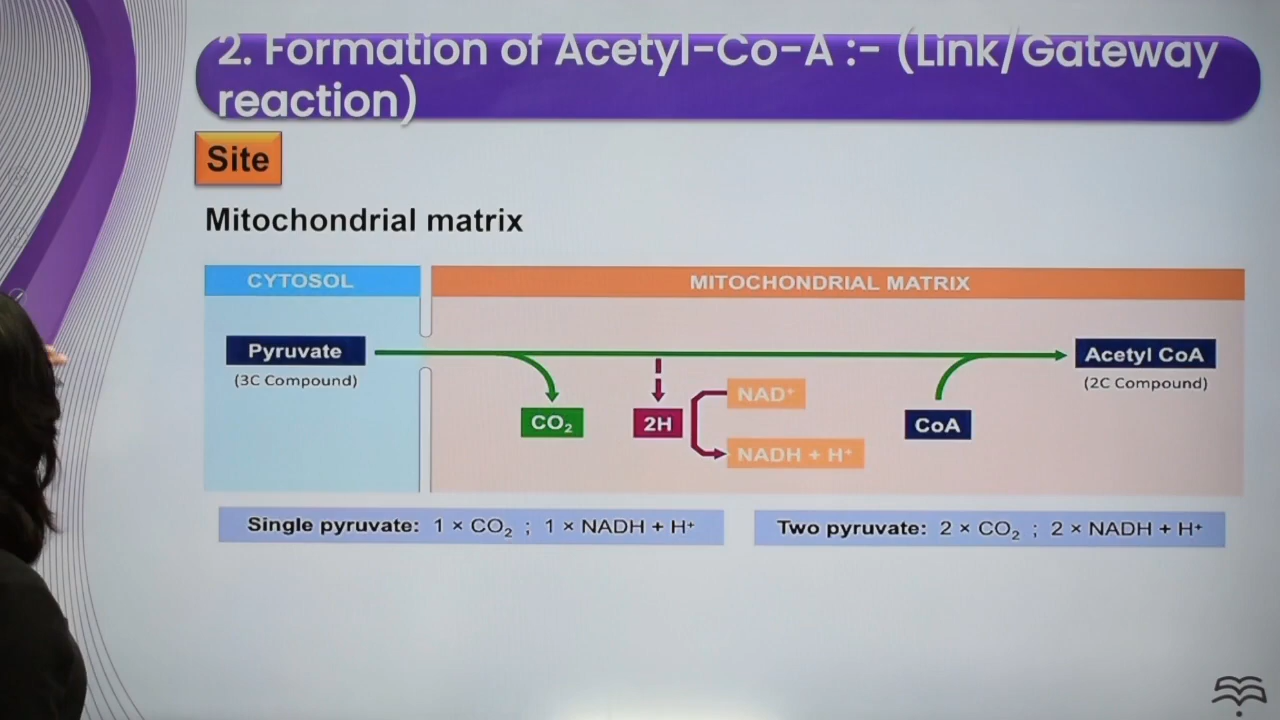 2. Formation of Acetyl-Co-A :- (Link/Gateway
reaction)
Site
Mitochondrial matrix
CYTOSOL
MITOCHONDRIAL MATRIX
Pyruvate
(3C Compound)
Acetyl CoA
(2C Compound)
CO₂
2H
NAD⁺
NADH + H⁺
CoA
Single pyruvate: 1 × CO₂ ; 1 × NADH + H⁺
Two pyruvate: 2 × CO₂ ; 2 × NADH + H⁺